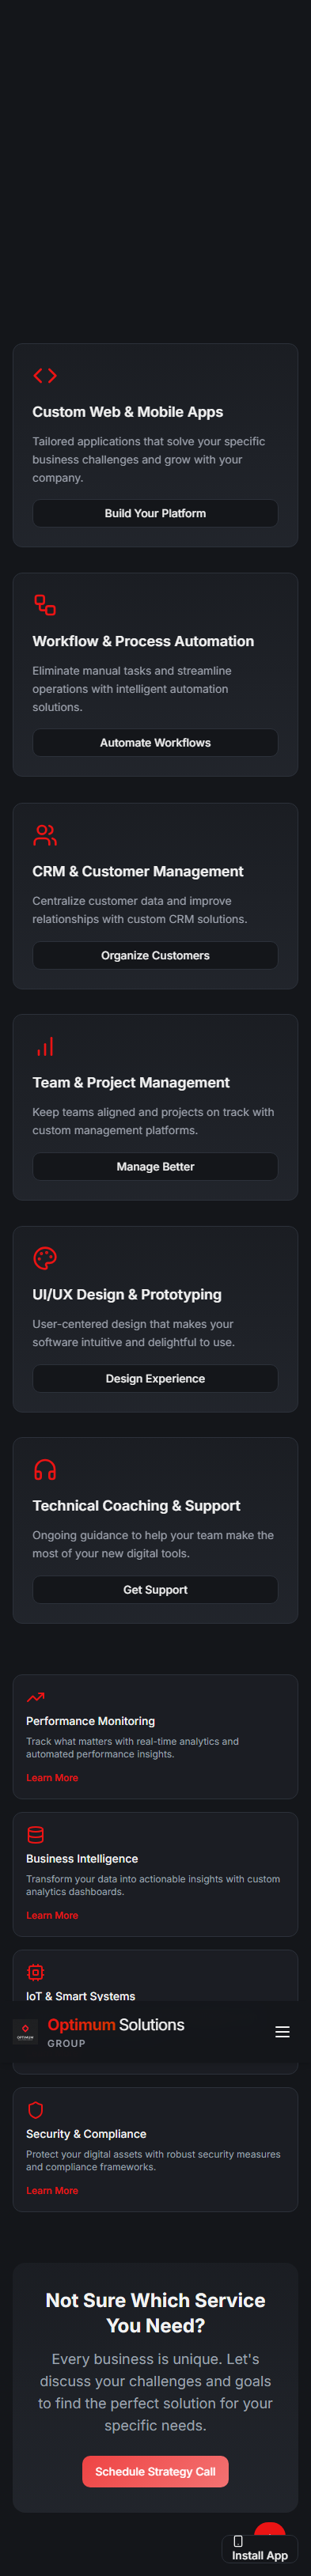 Custom Web & Mobile Apps
Tailored applications that solve your specific
business challenges and grow with your
company.
Build Your Platform
Workflow & Process Automation
Eliminate manual tasks and streamline
operations with intelligent automation
solutions.
Automate Workflows
CRM & Customer Management
Centralize customer data and improve
relationships with custom CRM solutions.
Organize Customers
Team & Project Management
Keep teams aligned and projects on track with
custom management platforms.
Manage Better
UI/UX Design & Prototyping
User-centered design that makes your
software intuitive and delightful to use.
Design Experience
Technical Coaching & Support
Ongoing guidance to help your team make the
most of your new digital tools.
Get Support
Performance Monitoring
Track what matters with real-time analytics and
automated performance insights.
Learn More
Business Intelligence
Transform your data into actionable insights with custom
analytics dashboards.
Learn More
IoT & Smart Systems
Optimum Solutions
GROUP
Security & Compliance
Protect your digital assets with robust security measures
and compliance frameworks.
Learn More
Not Sure Which Service
You Need?
Every business is unique. Let's
discuss your challenges and goals
to find the perfect solution for your
specific needs.
Schedule Strategy Call
Install App